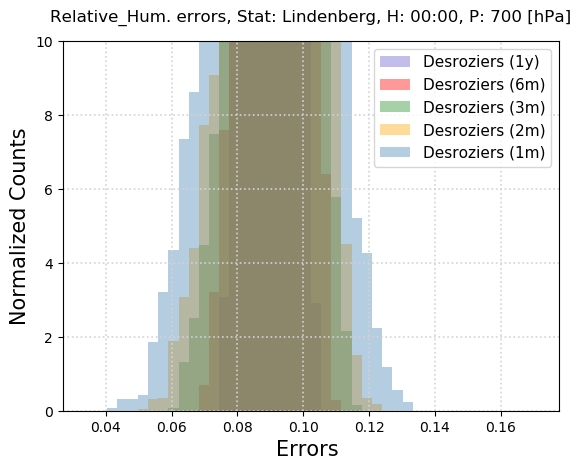 Relative_Hum. errors, Stat: Lindenberg, H: 00:00, P: 700 [hPa]
Normalized Counts
10
8
6
4
2
0
Desroziers (1y)
Desroziers (6m)
Desroziers (3m)
Desroziers (2m)
Desroziers (1m)
0.04 0.06 0.08 0.10 0.12 0.14 0.16
Errors